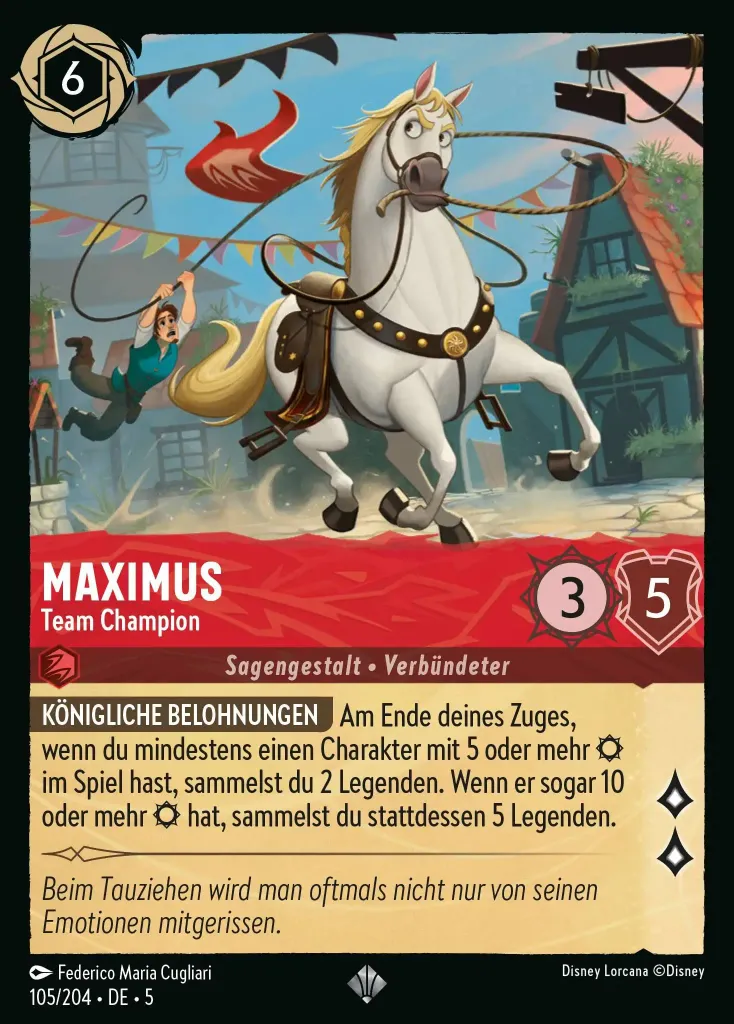 6
MAXIMUS
Team Champion
3
5
Sagengestalt • Verbündeter
KÖNIGLICHE BELOHNUNGEN Am Ende deines Zuges,
wenn du mindestens einen Charakter mit 5 oder mehr
im Spiel hast, sammelst du 2 Legenden. Wenn er sogar 10
oder mehr hat, sammelst du stattdessen 5 Legenden.
Beim Tauziehen wird man oftmals nicht nur von seinen
Emotionen mitgerissen.
Federico Maria Cugliari
Disney Lorcana ©Disney
105/204 • DE • 5